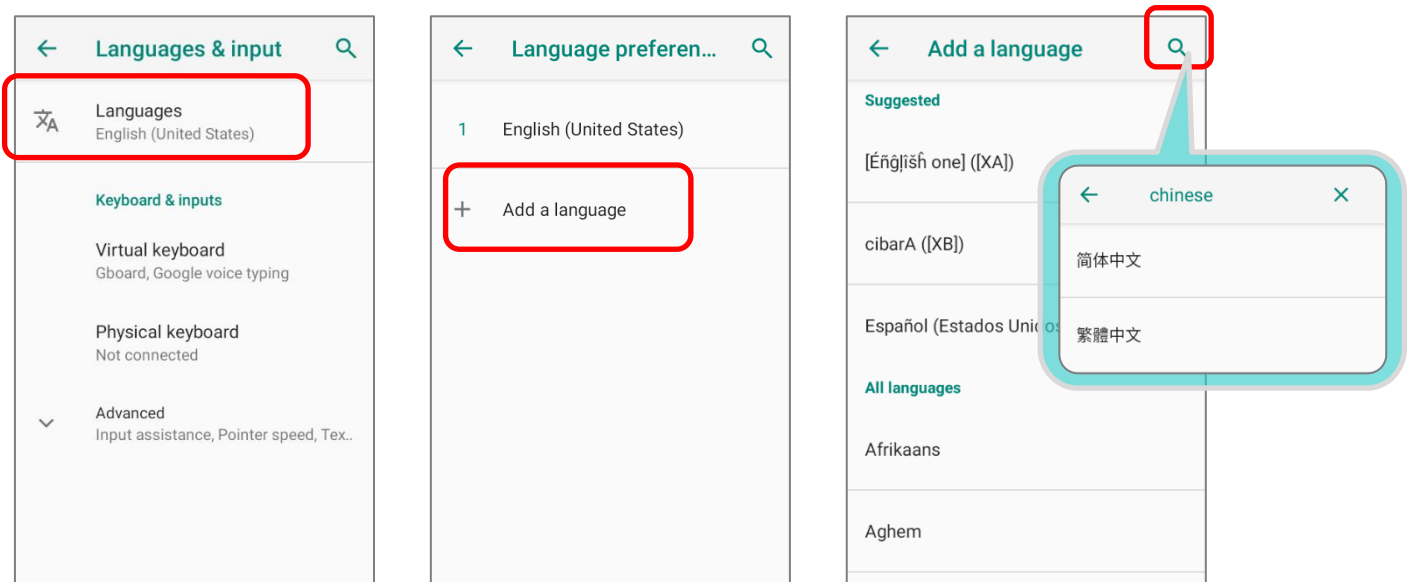 Languages & input
Languages
English (United States)
Keyboard & inputs
Virtual keyboard
Gboard, Google voice typing
Physical keyboard
Not connected
Advanced
Input assistance, Pointer speed, Tex..
Language preferen...
1 English (United States)
Add a language
Add a language
Suggested
[Éñĝļîšĥ one] ([XA])
cibarA ([XB])
Español (Estados Unidos
All languages
Afrikaans
Aghem
chinese
简体中文
繁體中文